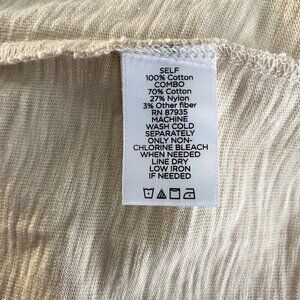 SELF
100% Cotton
COMBO
70% Cotton
27% Nylon
3% Other fiber
RN 87935
MACHINE
WASH COLD
SEPARATELY
ONLY NON-
CHLORINE BLEACH
WHEN NEEDED
LINE DRY
LOW IRON
IF NEEDED